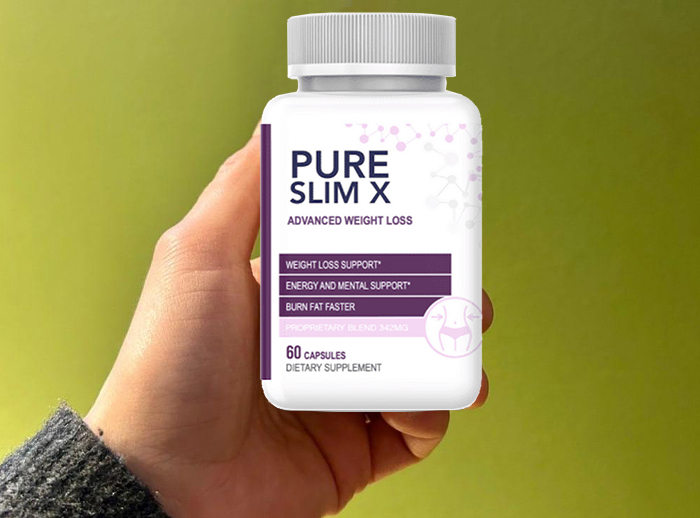 PURE
SLIM X
ADVANCED WEIGHT LOSS
WEIGHT LOSS SUPPORT*
ENERGY AND MENTAL SUPPORT*
BURN FAT FASTER
PROPRIETARY BLEND 342MG
60 CAPSULES
DIETARY SUPPLEMENT